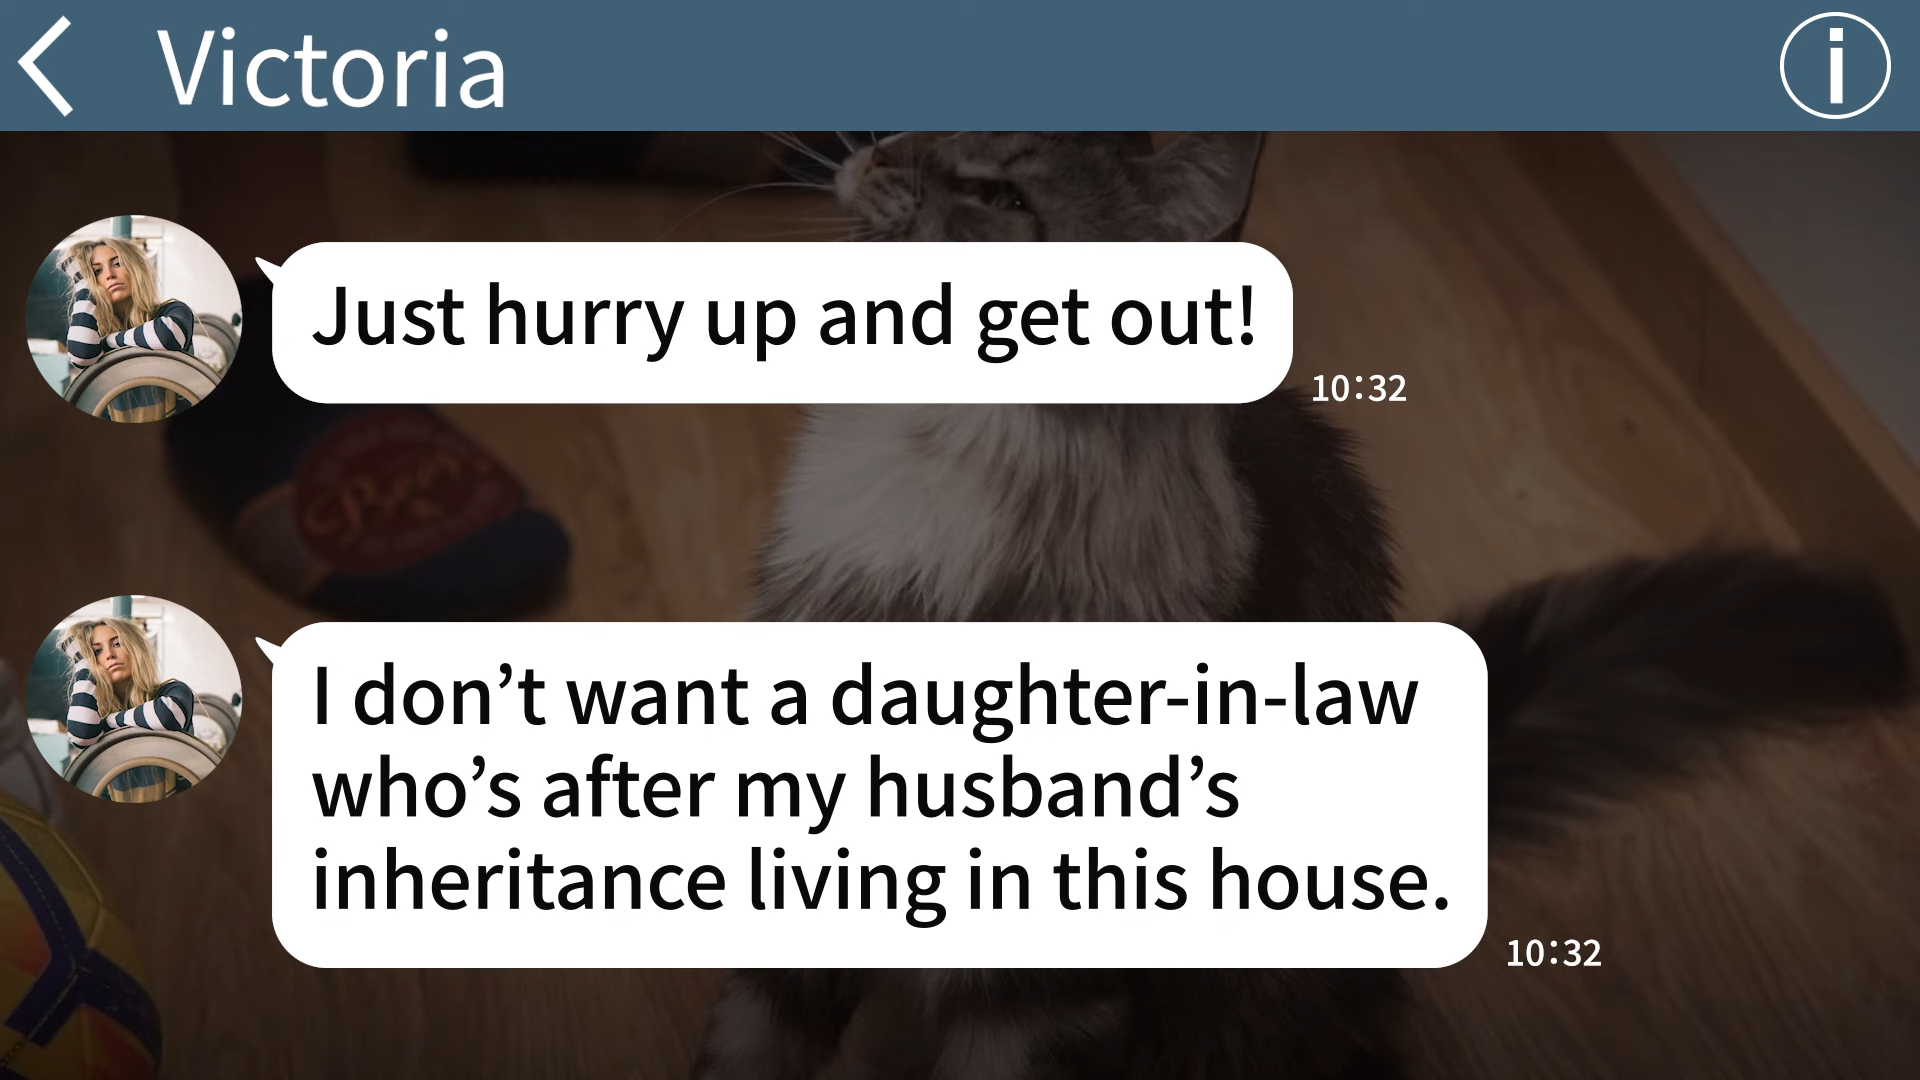 Victoria
Just hurry up and get out!
10:32
I don’t want a daughter-in-law
who’s after my husband’s
inheritance living in this house.
10:32